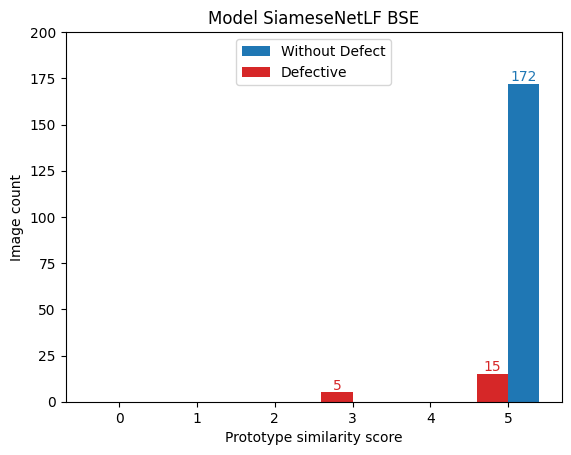 Model SiameseNetLF BSE
Without Defect
Defective
200
175
150
125
100
75
50
25
0
Image count
172
15
5
0 1 2 3 4 5
Prototype similarity score